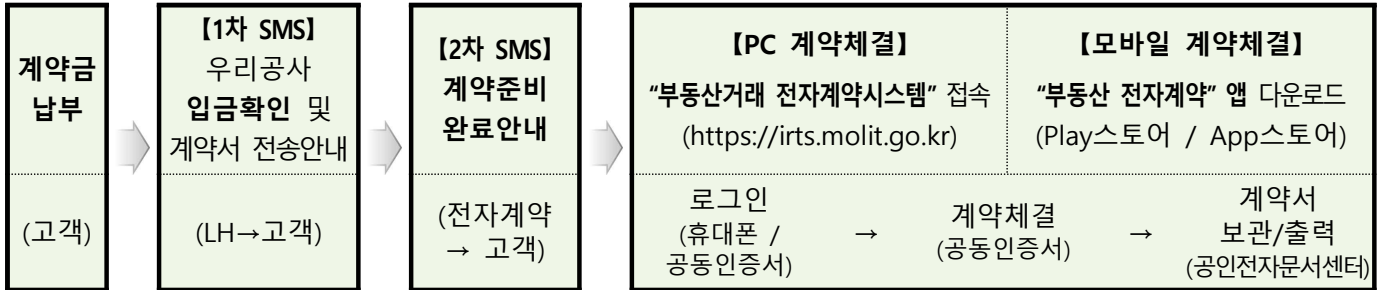 계약금
납부
(고객)
【1차 SMS】
우리공사
입금확인 및
계약서 전송안내
(LH→고객)
【2차 SMS】
계약준비
완료안내
(전자계약
→ 고객)
【PC 계약체결】
“부동산거래 전자계약시스템” 접속
(https://irts.molit.go.kr)
【모바일 계약체결】
“부동산 전자계약” 앱 다운로드
(Play스토어 / App스토어)
로그인
(휴대폰 /
공동인증서)
→
계약체결
(공동인증서)
→
계약서
보관/출력
(공인전자문서센터)